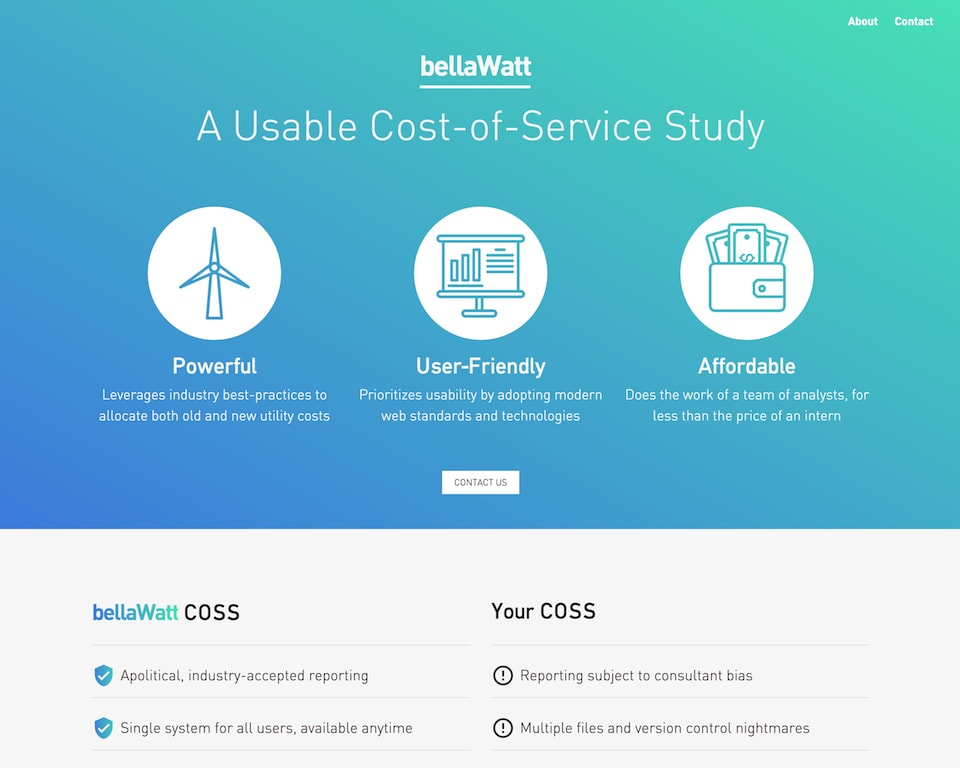 About Contact
bellaWatt
A Usable Cost-of-Service Study
Powerful
Leverages industry best-practices to
allocate both old and new utility costs
User-Friendly
Prioritizes usability by adopting modern
web standards and technologies
$
Affordable
Does the work of a team of analysts, for
less than the price of an intern
CONTACT US
bellaWatt COSS
Apolitical, industry-accepted reporting
Single system for all users, available anytime
Your COSS
Reporting subject to consultant bias
Multiple files and version control nightmares